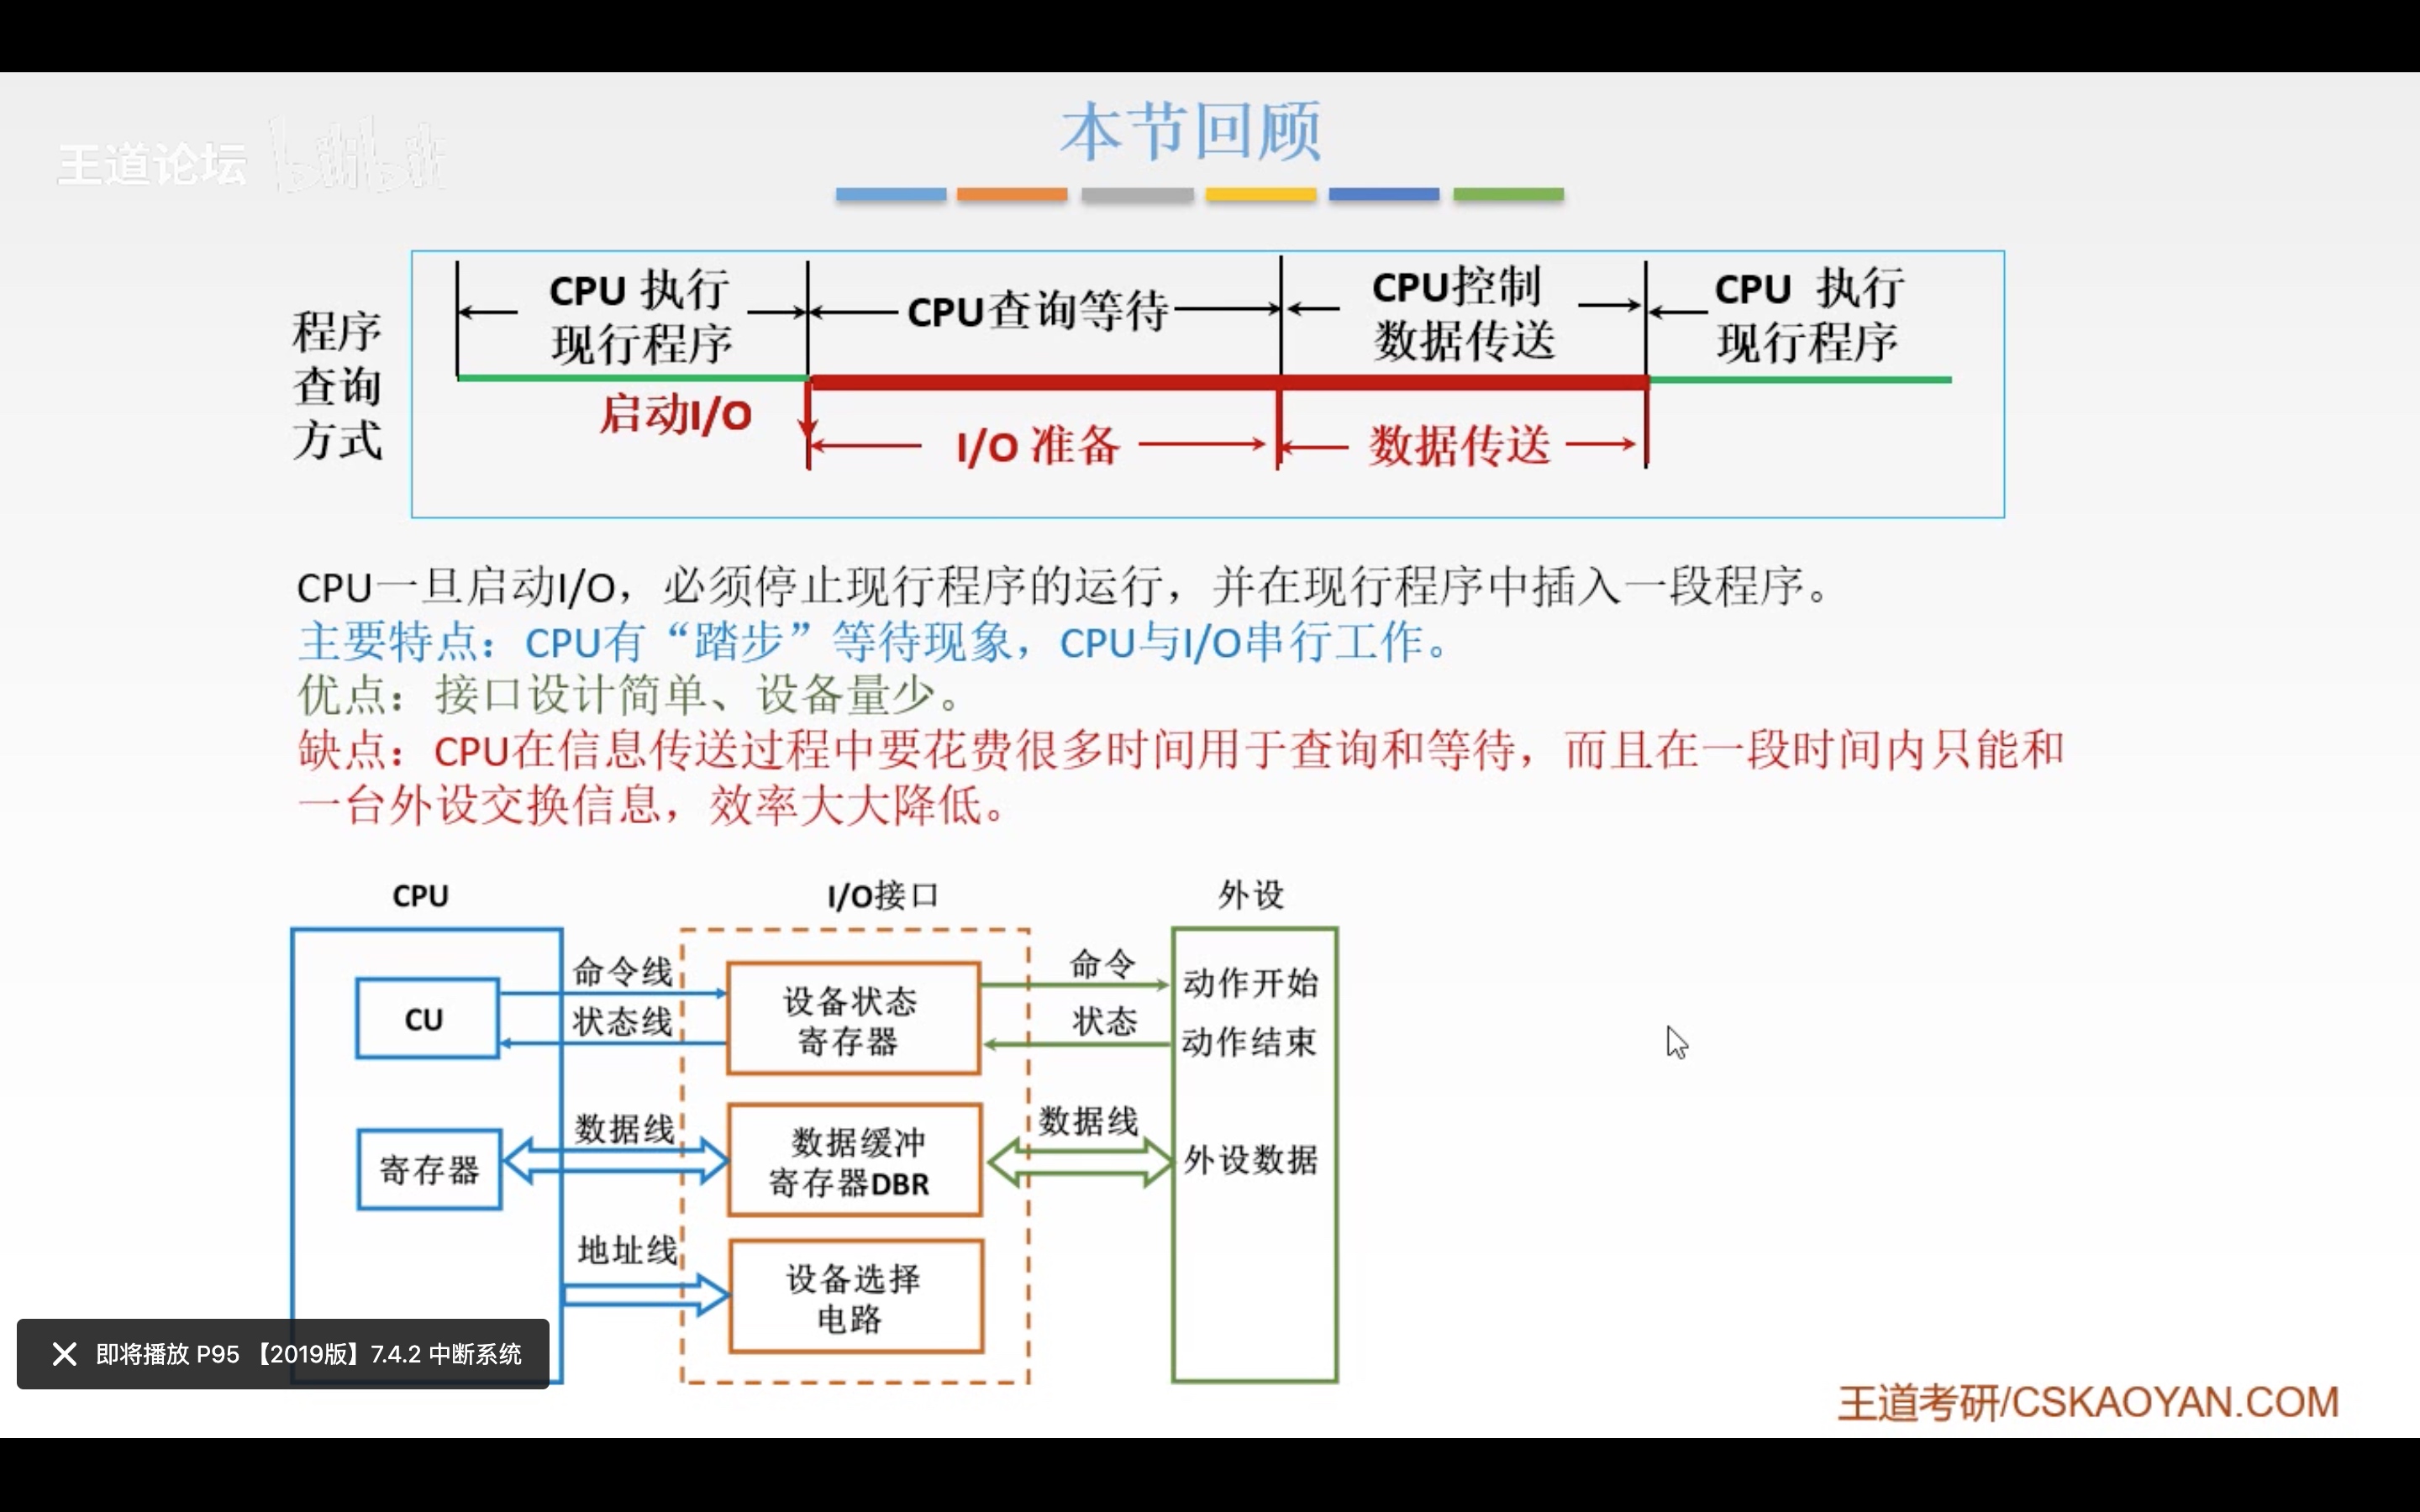 本节回顾
王道论坛 bilibili
程序
查询
方式
CPU 执行
现行程序
CPU查询等待
CPU控制
数据传送
CPU 执行
现行程序
启动I/O
I/O 准备
数据传送
CPU一旦启动I/O，必须停止现行程序的运行，并在现行程序中插入一段程序。
主要特点：CPU有“踏步”等待现象，CPU与I/O串行工作。
优点：接口设计简单、设备量少。
缺点：CPU在信息传送过程中要花费很多时间用于查询和等待，而且在一段时间内只能和
一台外设交换信息，效率大大降低。
CPU
I/O接口
外设
CU
命令线
状态线
设备状态
寄存器
命令
状态
动作开始
动作结束
寄存器
数据线
数据缓冲
寄存器DBR
数据线
外设数据
地址线
设备选择
电路
即将播放 P95 【2019版】7.4.2 中断系统
王道考研/CSKAOYAN.COM